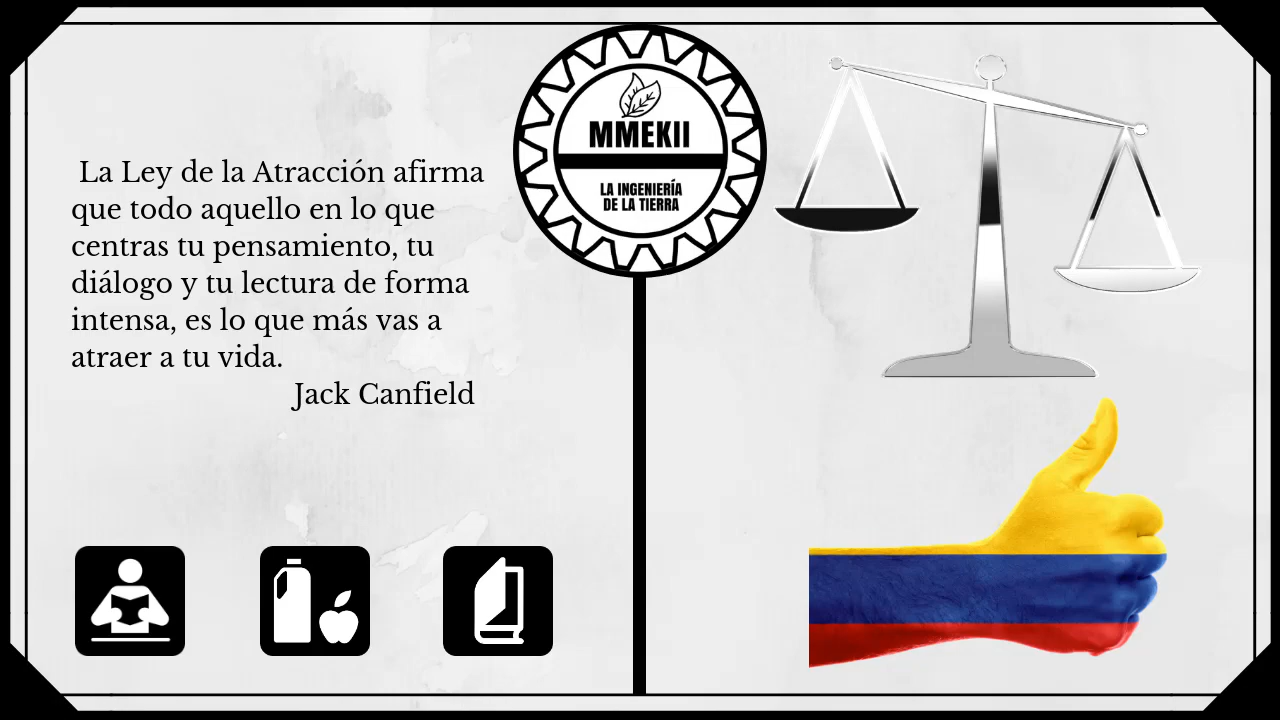 La Ley de la Atracción afirma
que todo aquello en lo que
centras tu pensamiento, tu
diálogo y tu lectura de forma
intensa, es lo que más vas a
atraer a tu vida.
Jack Canfield
MMEKII
LA INGENIERÍA
DE LA TIERRA